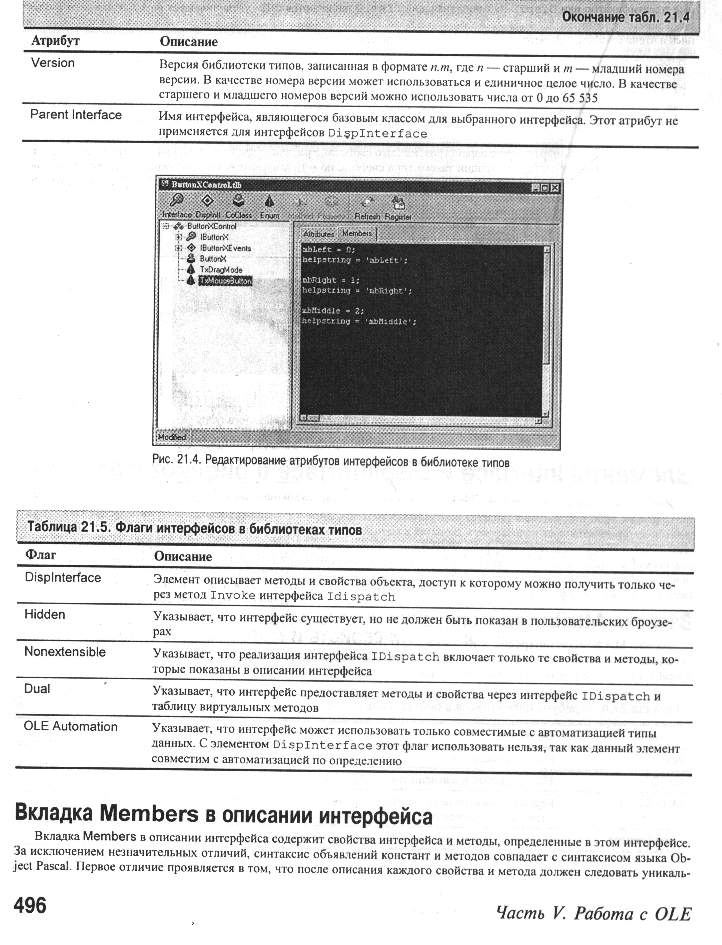 Окончание табл. 21.4
Атрибут Описание
Version Версия библиотеки типов, записанная в формате n.m, где n — старший и m — младший номера
версии. В качестве номера версии может использоваться и единичное целое число. В качестве
старшего и младшего номеров версий можно использовать числа от 0 до 65 535
Parent Interface Имя интерфейса, являющегося базовым классом для выбранного интерфейса. Этот атрибут не
применяется для интерфейсов DispInterface
ButtonXControl.tlb
Interface DispIntf CoClass Enum Method Property Refresh Register
ButtonXControl
IButtonX
IButtonXEvents
ButtonX
TxDragMode
TxMouseButton
Attributes Members
mbLeft = 0;
helpstring = 'mbLeft';
mbRight = 1;
helpstring = 'mbRight';
mbMiddle = 2;
helpstring = 'mbMiddle';
Modified
Рис. 21.4. Редактирование атрибутов интерфейсов в библиотеке типов
Таблица 21.5. Флаги интерфейсов в библиотеках типов
Флаг Описание
DispInterface Элемент описывает методы и свойства объекта, доступ к которому можно получить только че-
рез метод Invoke интерфейса Idispatch
Hidden Указывает, что интерфейс существует, но не должен быть показан в пользовательских броузе-
рах
Nonextensible Указывает, что реализация интерфейса IDispatch включает только те свойства и методы, ко-
торые показаны в описании интерфейса
Dual Указывает, что интерфейс предоставляет методы и свойства через интерфейс IDispatch и
таблицу виртуальных методов
OLE Automation Указывает, что интерфейс может использовать только совместимые с автоматизацией типы
данных. С элементом DispInterface этот флаг использовать нельзя, так как данный элемент
совместим с автоматизацией по определению
Вкладка Members в описании интерфейса
Вкладка Members в описании интерфейса содержит свойства интерфейса и методы, определенные в этом интерфейсе.
За исключением незначительных отличий, синтаксис объявлений констант и методов совпадает с синтаксисом языка Ob-
ject Pascal. Первое отличие проявляется в том, что после описания каждого свойства и метода должен следовать уникаль-
496
Часть V. Работа с OLE